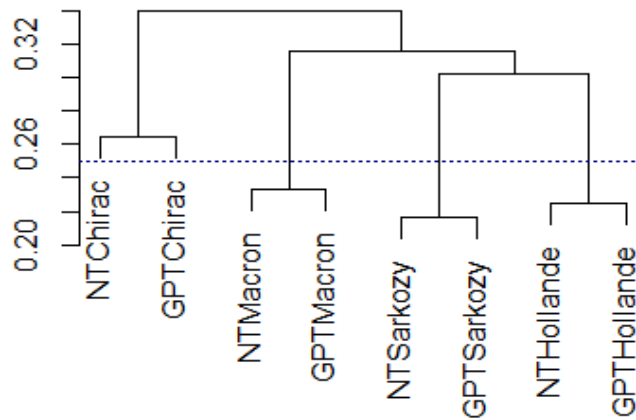 0.32
0.26
0.20
NTChirac
GPTChirac
NTMacron
GPTMacron
NTSarkozy
GPTSarkozy
NTHollande
GPTHollande